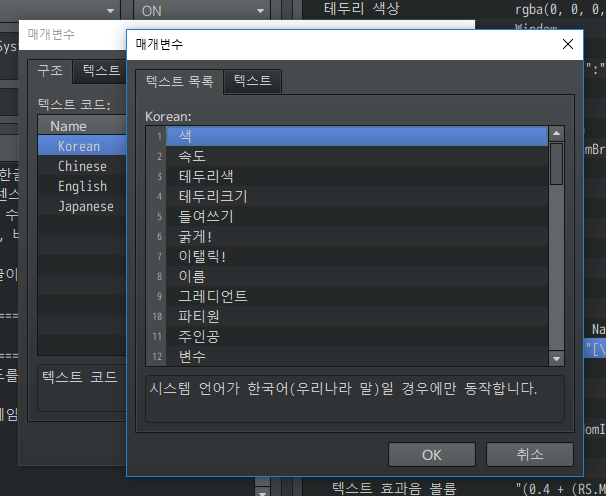 ON
테두리 색상
rgba(0, 0, 0,
매개변수
구조
텍스트
텍스트 코드:
Name
Korean
Chinese
English
Japanese
텍스트 코드
매개변수
텍스트 목록
텍스트
Korean:
1 색
2 속도
3 테두리색
4 테두리크기
5 들여쓰기
6 굵게!
7 이탤릭!
8 이름
9 그레디언트
10 파티원
11 주인공
12 변수
시스템 언어가 한국어(우리나라 말)일 경우에만 동작합니다.
OK
취소
텍스트 효과음 볼륨
"(0.4 + (RS.M